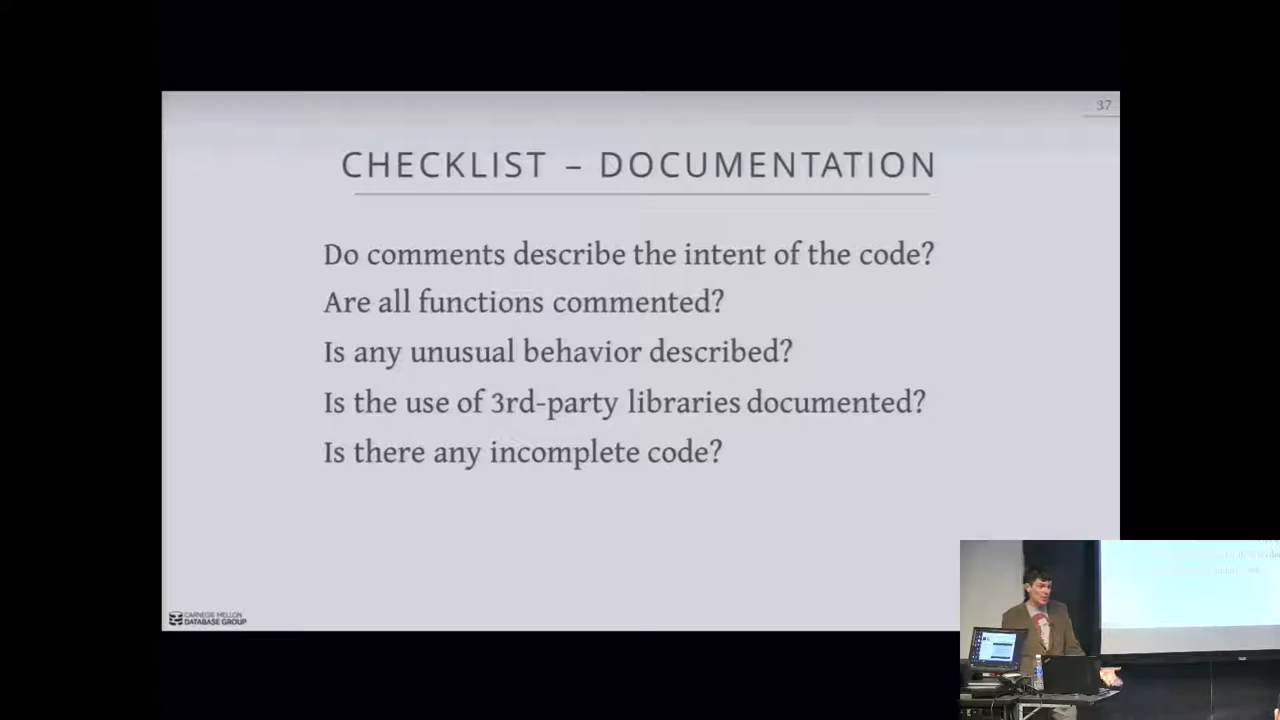 37
CHECKLIST – DOCUMENTATION
Do comments describe the intent of the code?
Are all functions commented?
Is any unusual behavior described?
Is the use of 3rd-party libraries documented?
Is there any incomplete code?
CARNEGIE MELLON
DATABASE GROUP